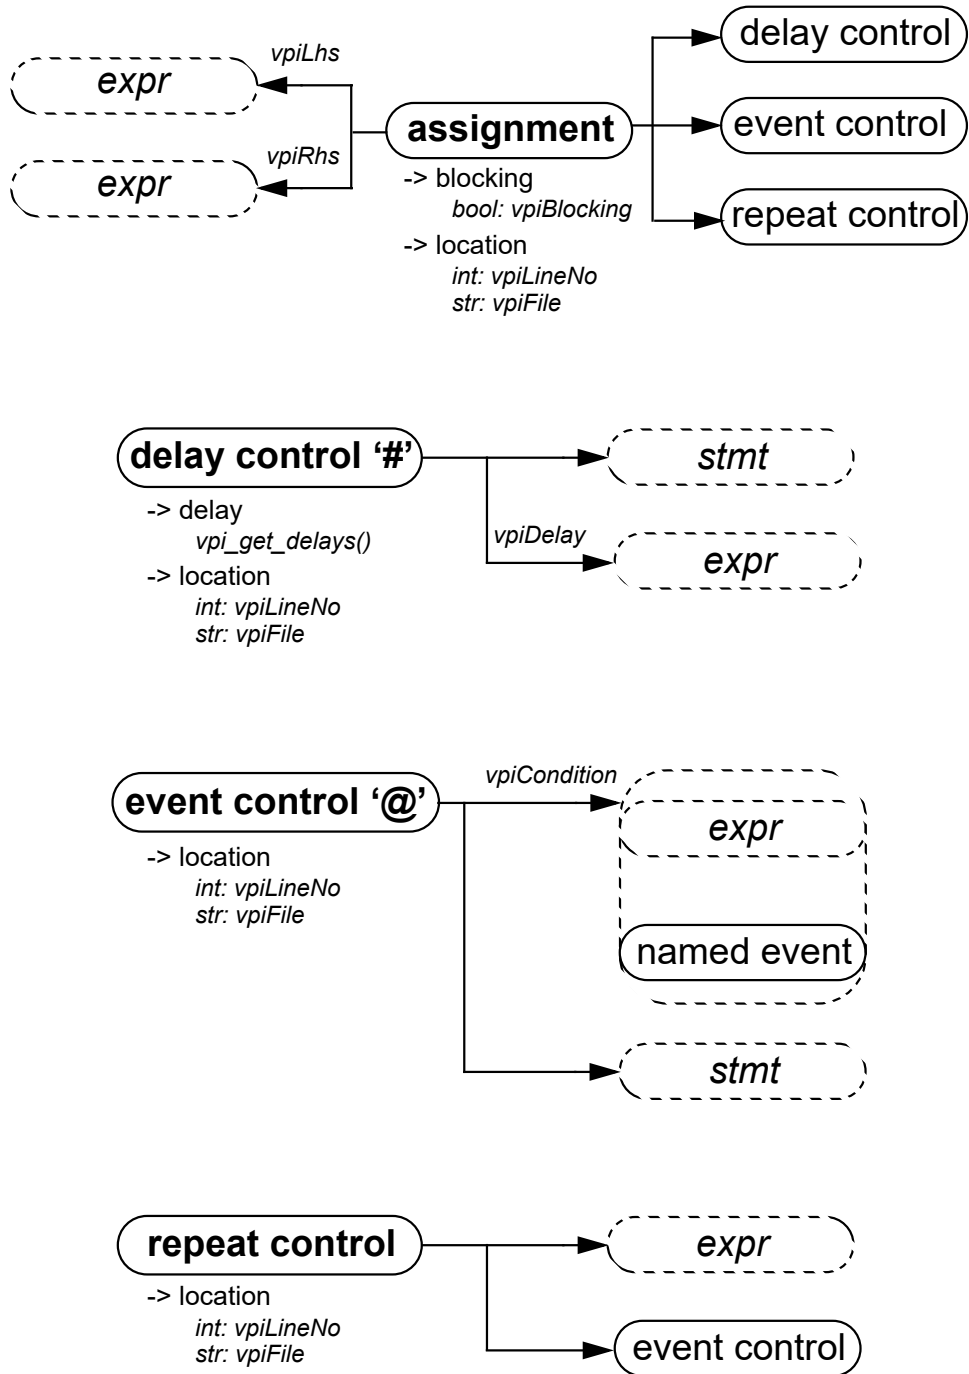 vpiLhs
expr
vpiRhs
expr
assignment
-> blocking
bool: vpiBlocking
-> location
int: vpiLineNo
str: vpiFile
delay control
event control
repeat control
delay control ‘#’
-> delay
vpi_get_delays()
-> location
int: vpiLineNo
str: vpiFile
stmt
vpiDelay
expr
event control ‘@’
-> location
int: vpiLineNo
str: vpiFile
vpiCondition
expr
named event
stmt
repeat control
-> location
int: vpiLineNo
str: vpiFile
expr
event control